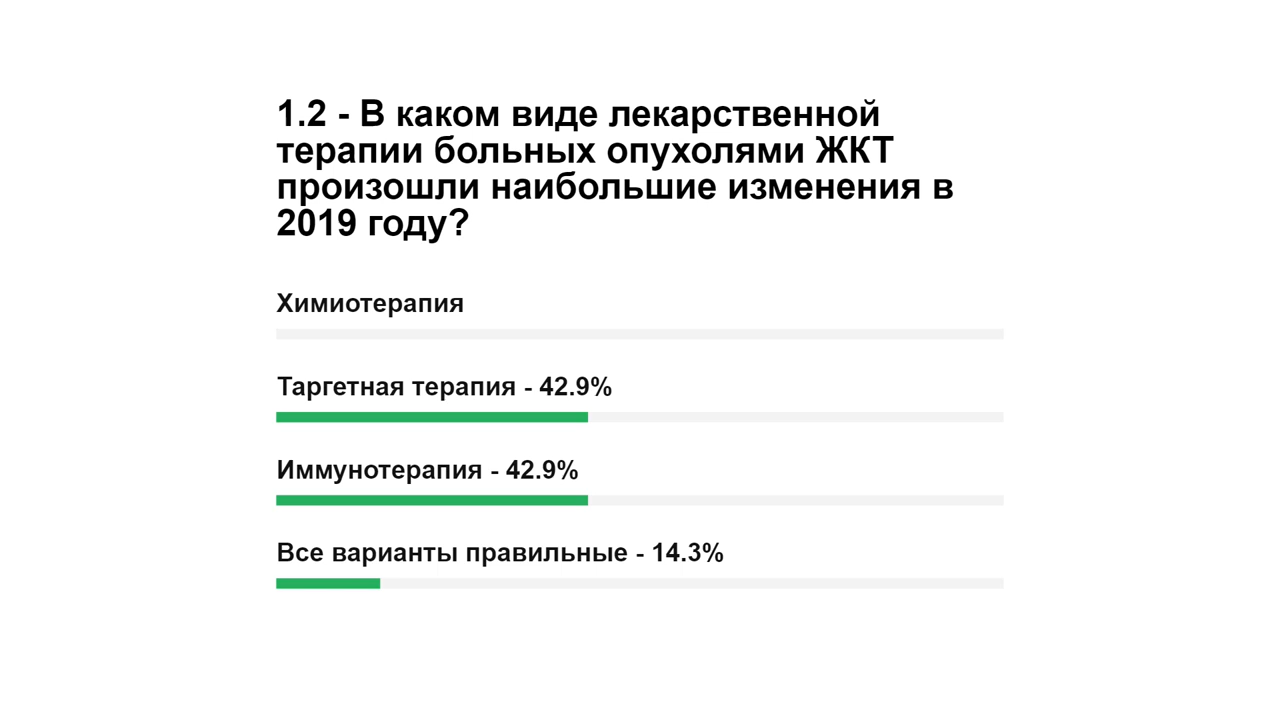 1.2 - В каком виде лекарственной
терапии больных опухолями ЖКТ
произошли наибольшие изменения в
2019 году?
Химиотерапия
Таргетная терапия - 42.9%
Иммунотерапия - 42.9%
Все варианты правильные - 14.3%